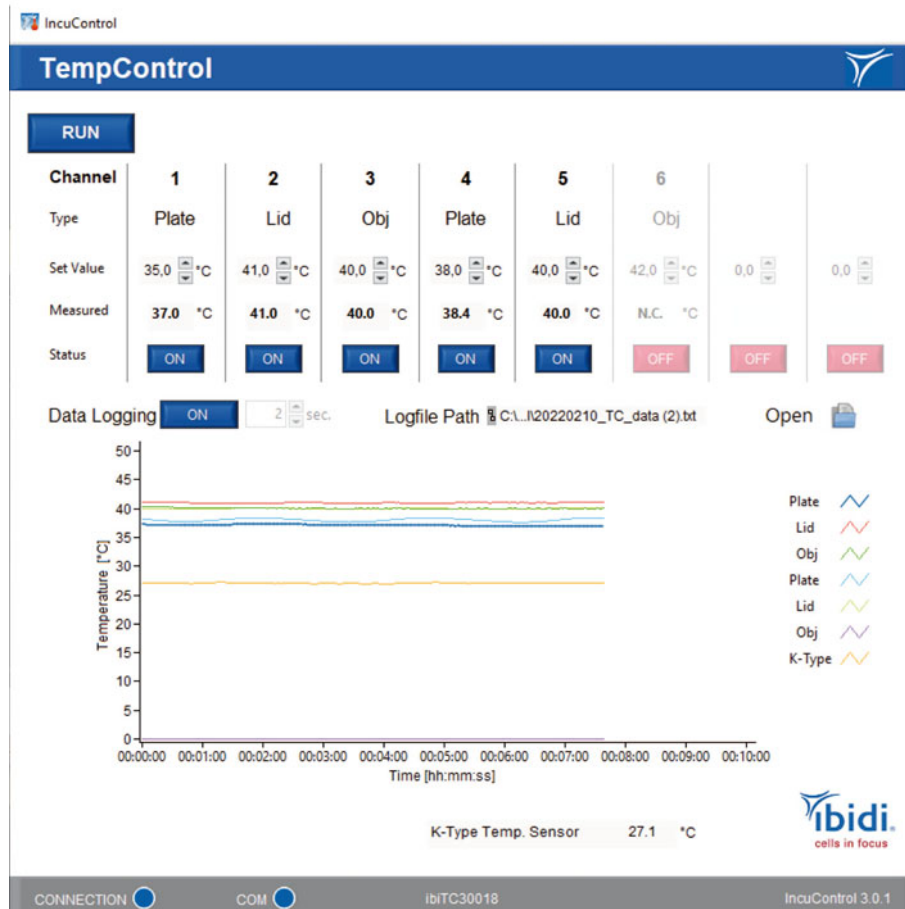 IncuControl
TempControl
RUN
Channel 1 2 3 4 5 6
Type Plate Lid Obj Plate Lid Obj
Set Value 35,0 °C 41,0 °C 40,0 °C 38,0 °C 40,0 °C 42,0 °C 0,0 0,0
Measured 37.0 °C 41.0 °C 40.0 °C 38.4 °C 40.0 °C N.C. °C
Status ON ON ON ON ON OFF OFF OFF
Data Logging ON 2 sec. Logfile Path C:\...I\20220210_TC_data (2).txt Open
50
45
40
35
30
25
20
15
10
5
0
Temperature [°C]
00:00:00 00:01:00 00:02:00 00:03:00 00:04:00 00:05:00 00:06:00 00:07:00 00:08:00 00:09:00 00:10:00
Time [hh:mm:ss]
Plate
Lid
Obj
Plate
Lid
Obj
K-Type
K-Type Temp. Sensor 27.1 °C
ibidi
cells in focus
CONNECTION COM ibiTC30018 IncuControl 3.0.1